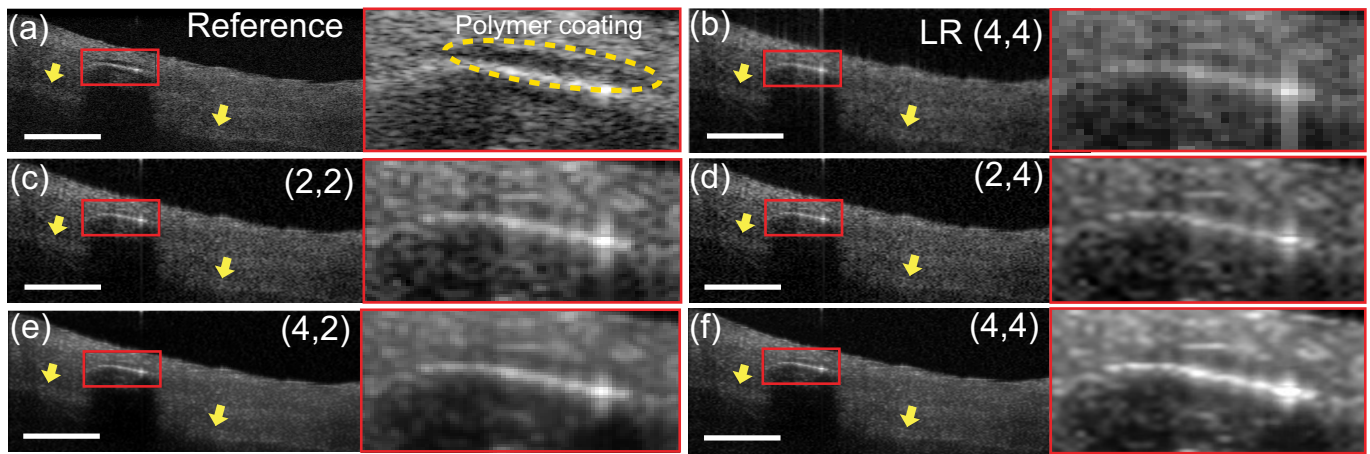 (a) Reference Polymer coating
(b) LR (4,4)
(c) (2,2)
(d) (2,4)
(e) (4,2)
(f) (4,4)